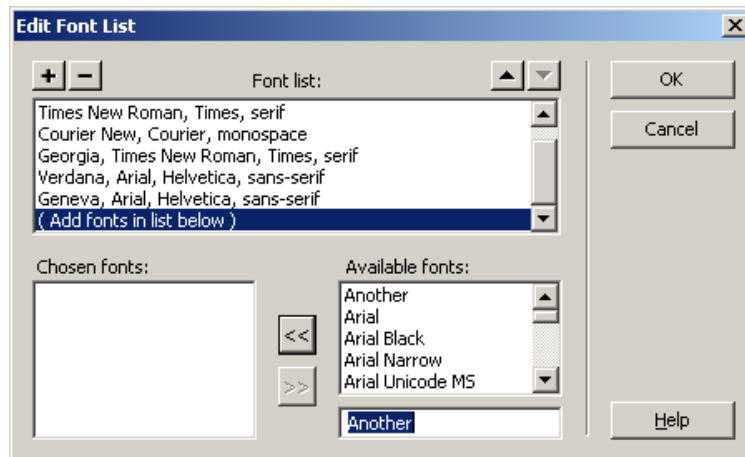 Edit Font List
Font list:
Times New Roman, Times, serif
Courier New, Courier, monospace
Georgia, Times New Roman, Times, serif
Verdana, Arial, Helvetica, sans-serif
Geneva, Arial, Helvetica, sans-serif
( Add fonts in list below )
OK
Cancel
Chosen fonts:
<<
>>
Available fonts:
Another
Arial
Arial Black
Arial Narrow
Arial Unicode MS
Another
Help